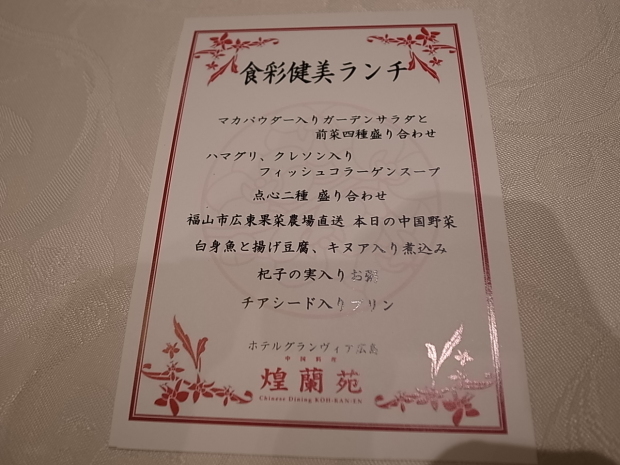 食彩健美ランチ
マカパウダー入りガーデンサラダと
前菜四種盛り合わせ
ハマグリ、クレソン入り
フィッシュコラーゲンスープ
点心二種 盛り合わせ
福山市広東果菜農場直送 本日の中国野菜
白身魚と揚げ豆腐、キヌア入り煮込み
杞子の実入りお粥
チアシード入りプリン
ホテルグランヴィア広島
中国料理
煌蘭苑
Chinese Dining KOH-RAN-EN